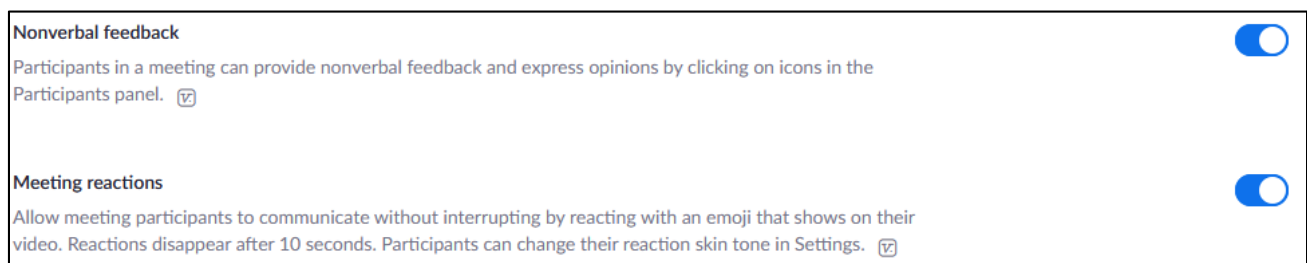 Nonverbal feedback
Participants in a meeting can provide nonverbal feedback and express opinions by clicking on icons in the
Participants panel.
Meeting reactions
Allow meeting participants to communicate without interrupting by reacting with an emoji that shows on their
video. Reactions disappear after 10 seconds. Participants can change their reaction skin tone in Settings.